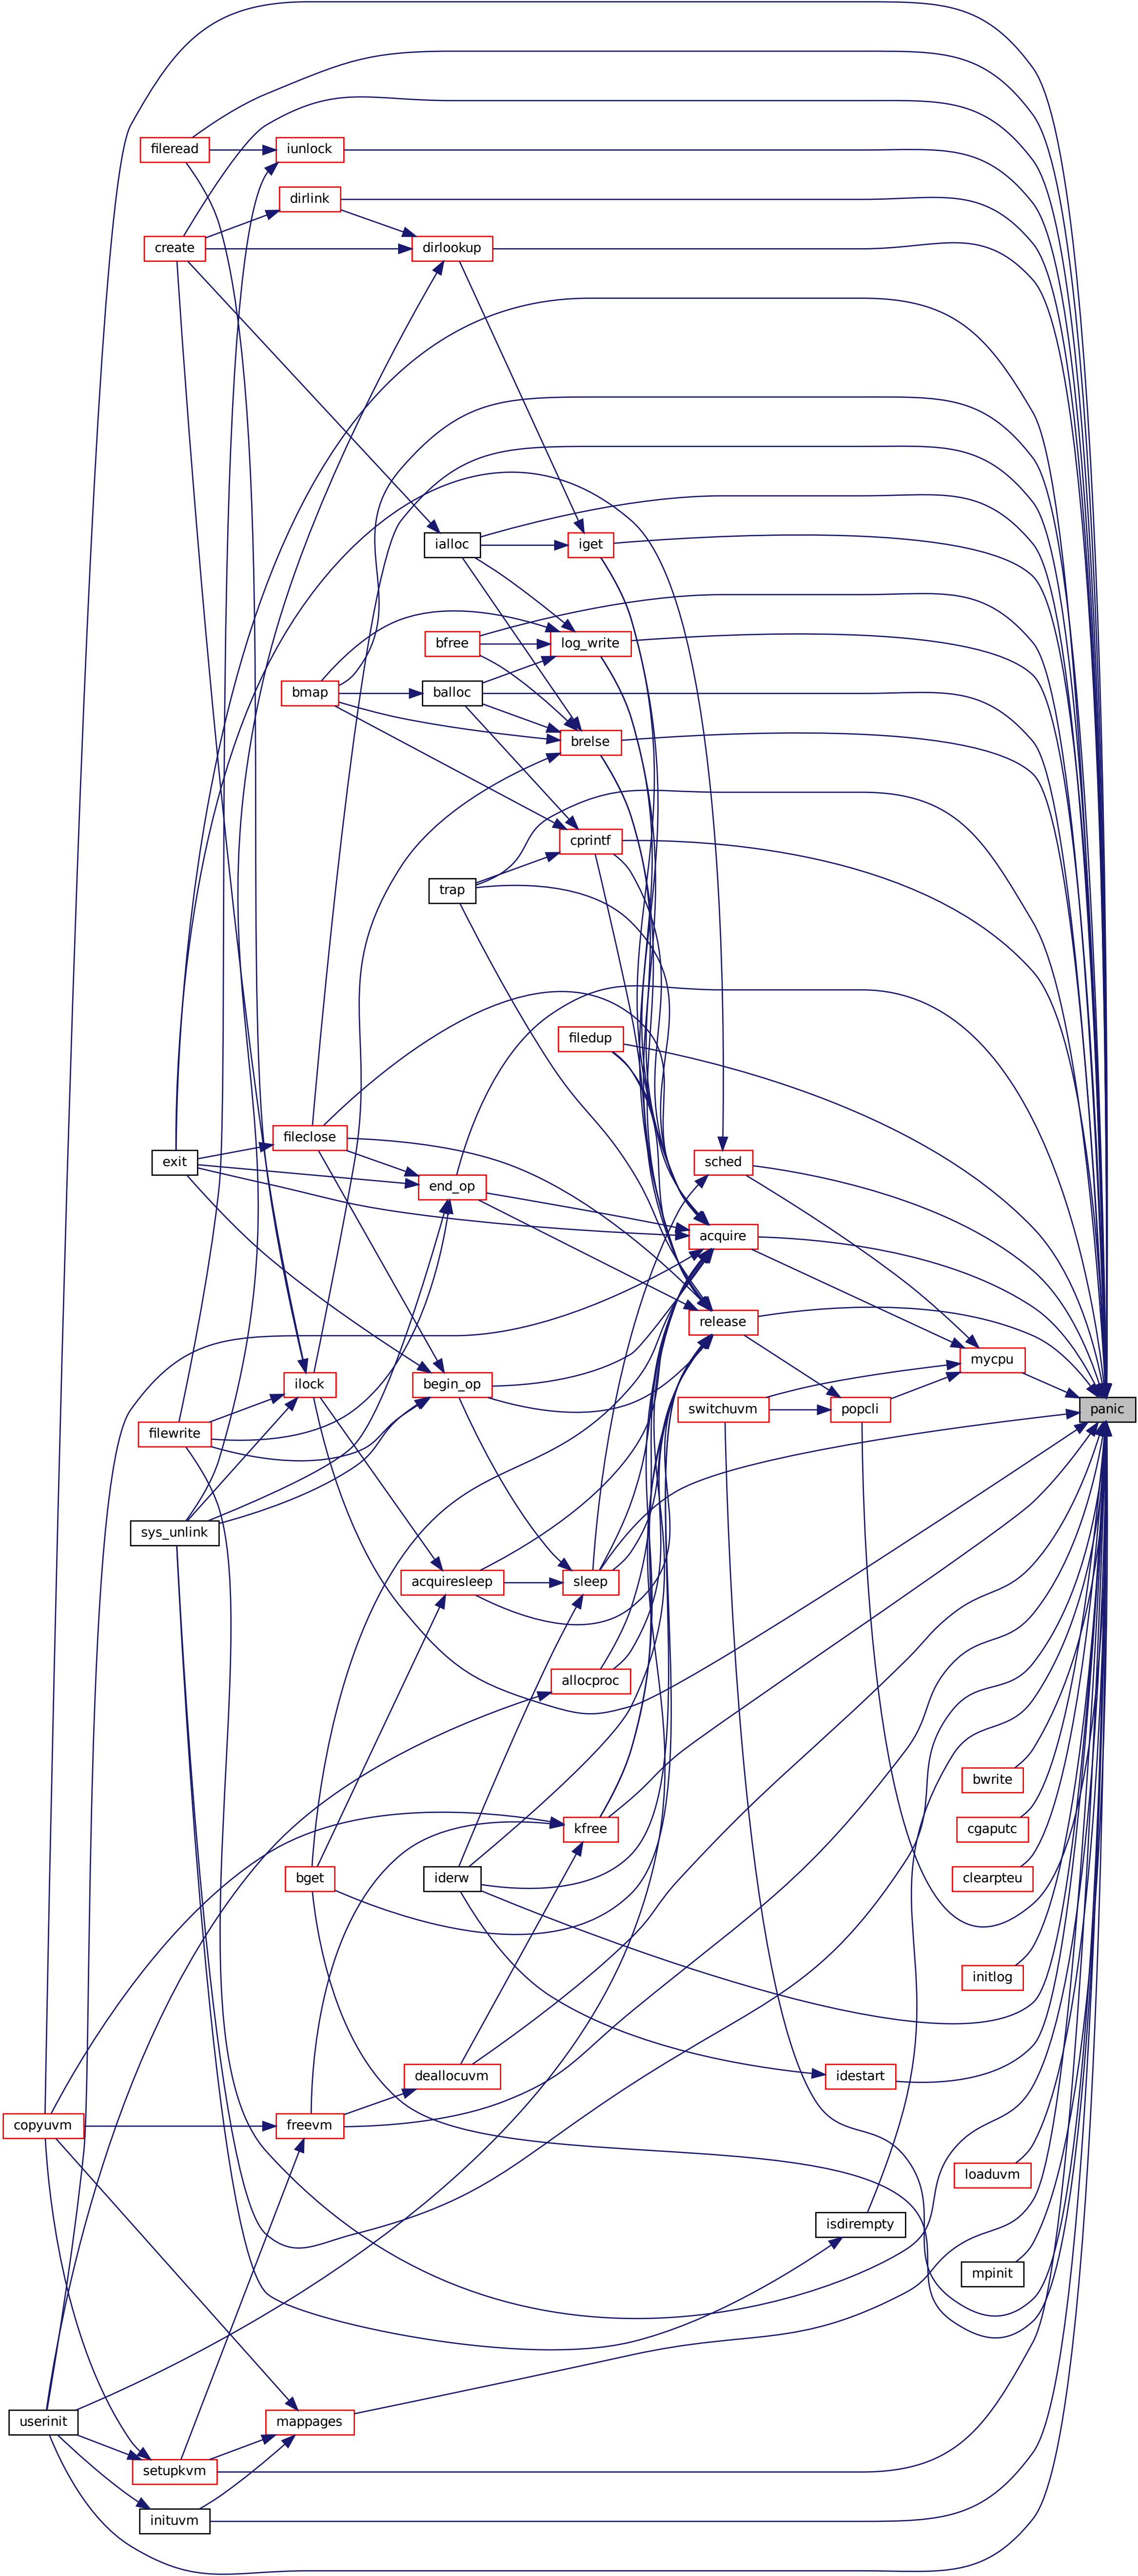 fileread
iunlock
dirlink
create
dirlookup
ialloc
iget
bfree
log_write
bmap
balloc
brelse
cprintf
trap
filedup
fileclose
exit
sched
end_op
acquire
release
mycpu
ilock
begin_op
switchuvm
popcli
panic
filewrite
sys_unlink
acquiresleep
sleep
allocproc
bwrite
kfree
cgaputc
bget
iderw
clearpteu
initlog
deallocuvm
idestart
copyuvm
freevm
loaduvm
isdirempty
mpinit
userinit
mappages
setupkvm
inituvm